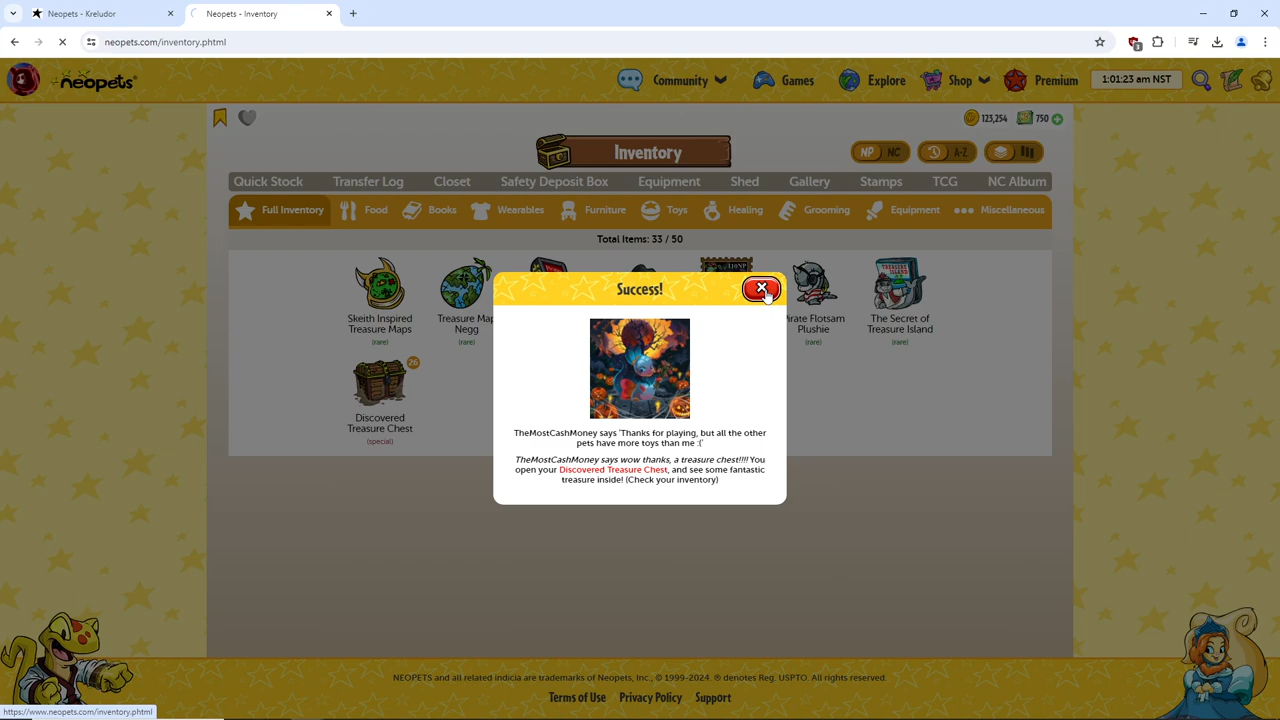 Neopets - Kreludor
Neopets - Inventory
neopets.com/inventory.phtml
3
neopets
Community
Games
Explore
Shop
Premium
1:01:23 am NST
123,254
750
Inventory
NP NC
A-Z
Quick Stock
Transfer Log
Closet
Safety Deposit Box
Equipment
Shed
Gallery
Stamps
TCG
NC Album
Full Inventory
Food
Books
Wearables
Furniture
Toys
Healing
Grooming
Equipment
Miscellaneous
Total Items: 33 / 50
110NP
TREASURE ISLAND
Skeith Inspired
Treasure Maps
(rare)
Treasure Map
Negg
(rare)
Pirate Flotsam
Plushie
(rare)
The Secret of
Treasure Island
(rare)
26
Discovered
Treasure Chest
(special)
Success!
TheMostCashMoney says 'Thanks for playing, but all the other
pets have more toys than me :('
TheMostCashMoney says wow thanks, a treasure chest!!!! You
open your Discovered Treasure Chest, and see some fantastic
treasure inside! (Check your inventory)
NEOPETS and all related indicia are trademarks of Neopets, Inc., © 1999-2024. ® denotes Reg. USPTO. All rights reserved.
Terms of Use
Privacy Policy
Support
https://www.neopets.com/inventory.phtml